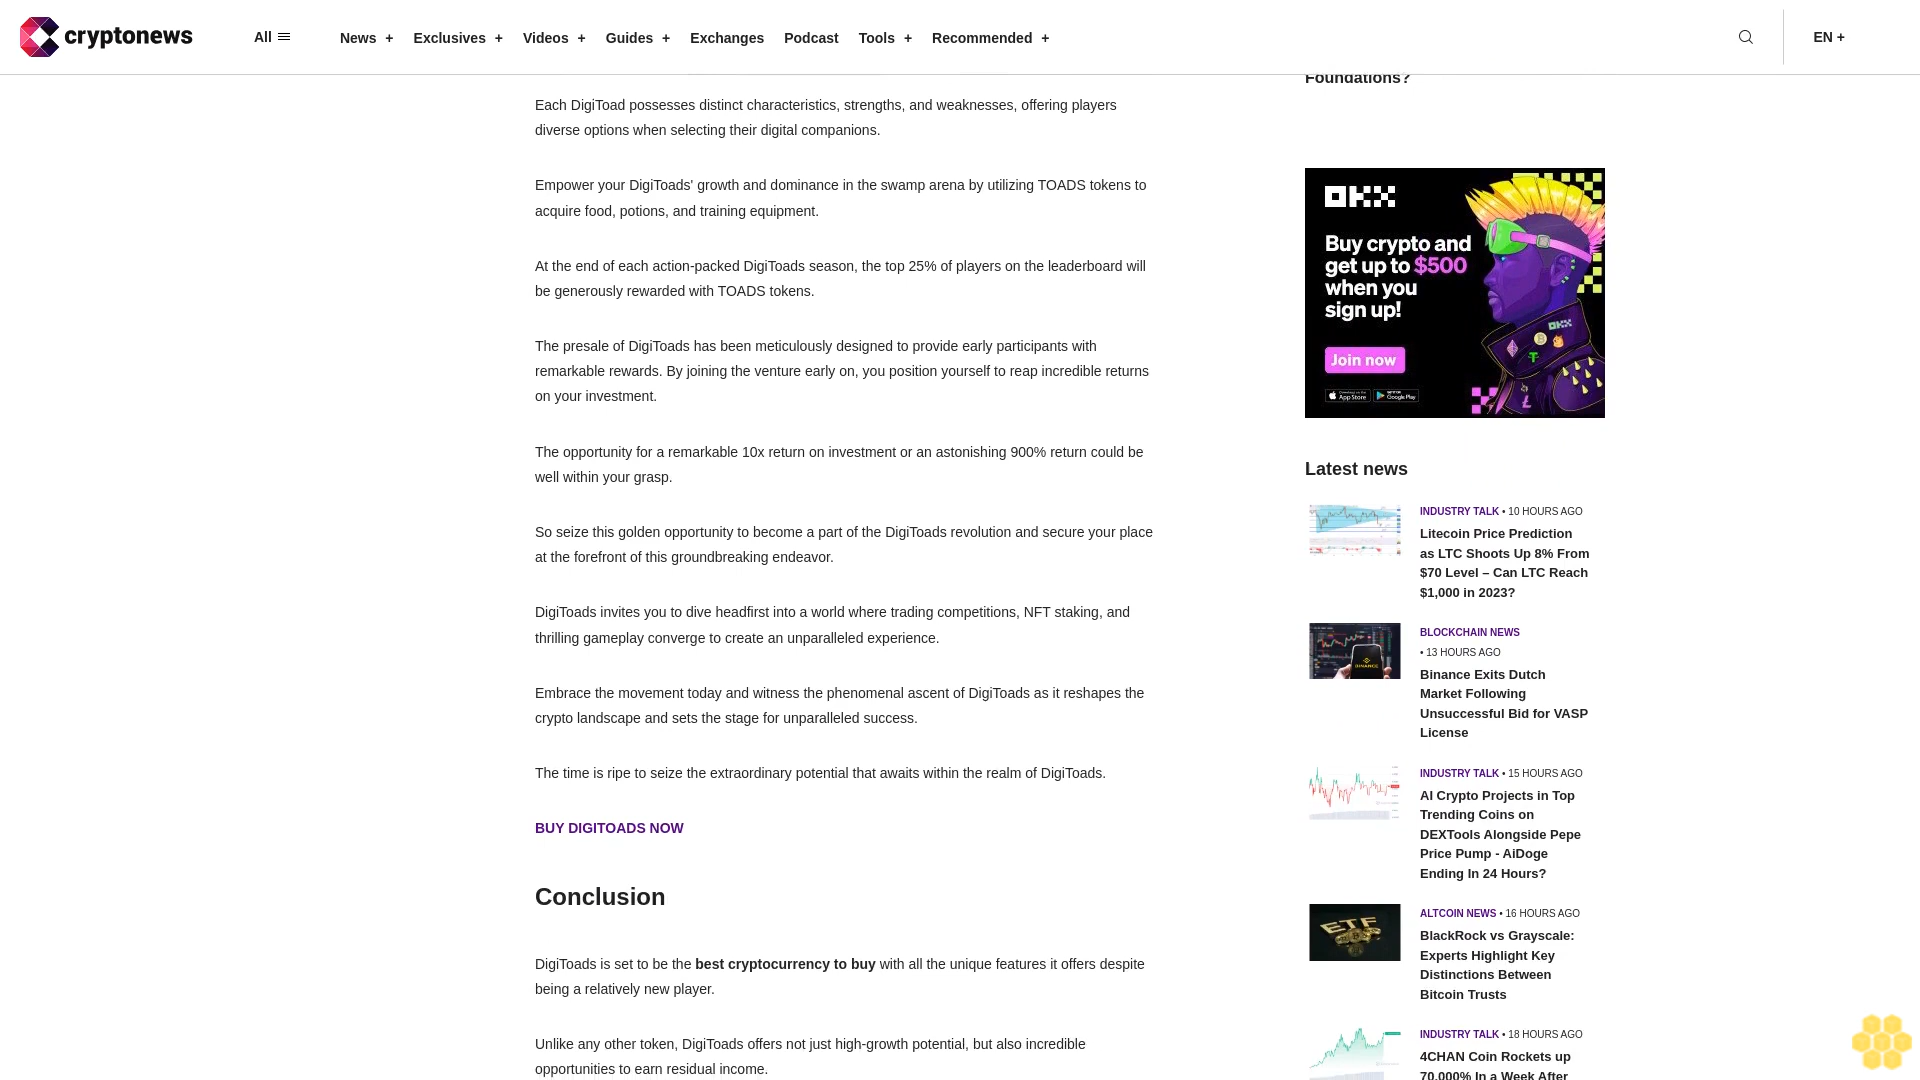 cryptonews
All
News +
Exclusives +
Videos +
Guides +
Exchanges
Podcast
Tools +
Recommended +
EN +
Each DigiToad possesses distinct characteristics, strengths, and weaknesses, offering players
diverse options when selecting their digital companions.
Empower your DigiToads' growth and dominance in the swamp arena by utilizing TOADS tokens to
acquire food, potions, and training equipment.
At the end of each action-packed DigiToads season, the top 25% of players on the leaderboard will
be generously rewarded with TOADS tokens.
The presale of DigiToads has been meticulously designed to provide early participants with
remarkable rewards. By joining the venture early on, you position yourself to reap incredible returns
on your investment.
The opportunity for a remarkable 10x return on investment or an astonishing 900% return could be
well within your grasp.
So seize this golden opportunity to become a part of the DigiToads revolution and secure your place
at the forefront of this groundbreaking endeavor.
DigiToads invites you to dive headfirst into a world where trading competitions, NFT staking, and
thrilling gameplay converge to create an unparalleled experience.
Embrace the movement today and witness the phenomenal ascent of DigiToads as it reshapes the
crypto landscape and sets the stage for unparalleled success.
The time is ripe to seize the extraordinary potential that awaits within the realm of DigiToads.
BUY DIGITOADS NOW
Conclusion
DigiToads is set to be the best cryptocurrency to buy with all the unique features it offers despite
being a relatively new player.
Unlike any other token, DigiToads offers not just high-growth potential, but also incredible
opportunities to earn residual income.
Foundations?
OKX
Buy crypto and
get up to $500
when you
sign up!
Join now
App Store
Google Play
OKX
Latest news
INDUSTRY TALK • 10 HOURS AGO
Litecoin Price Prediction
as LTC Shoots Up 8% From
$70 Level – Can LTC Reach
$1,000 in 2023?
BINANCE
BLOCKCHAIN NEWS
• 13 HOURS AGO
Binance Exits Dutch
Market Following
Unsuccessful Bid for VASP
License
INDUSTRY TALK • 15 HOURS AGO
AI Crypto Projects in Top
Trending Coins on
DEXTools Alongside Pepe
Price Pump - AiDoge
Ending In 24 Hours?
ETF
ALTCOIN NEWS • 16 HOURS AGO
BlackRock vs Grayscale:
Experts Highlight Key
Distinctions Between
Bitcoin Trusts
INDUSTRY TALK • 18 HOURS AGO
4CHAN Coin Rockets up
70,000% In a Week After